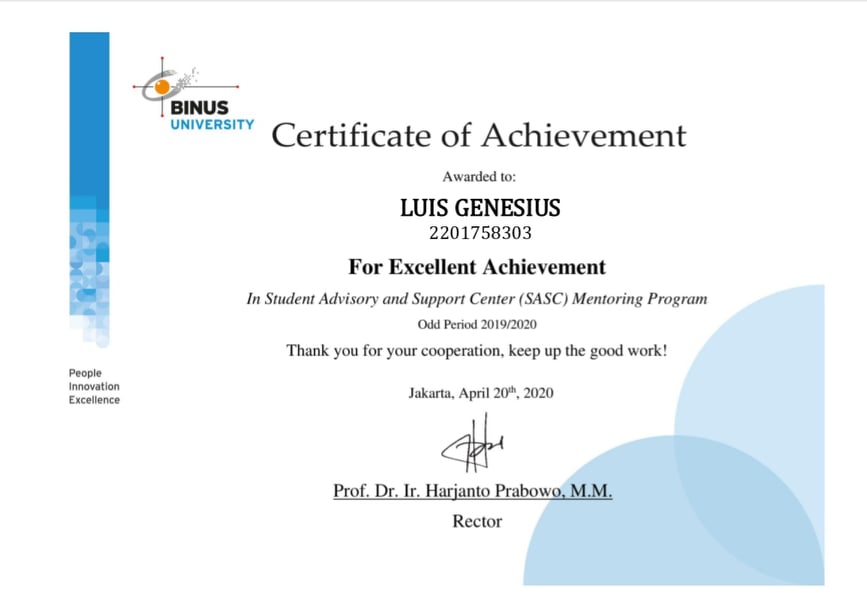 BINUS
UNIVERSITY
Certificate of Achievement
Awarded to:
LUIS GENESIUS
2201758303
For Excellent Achievement
In Student Advisory and Support Center (SASC) Mentoring Program
Odd Period 2019/2020
Thank you for your cooperation, keep up the good work!
People
Innovation
Excellence
Jakarta, April 20th, 2020
Prof. Dr. Ir. Harjanto Prabowo, M.M.
Rector